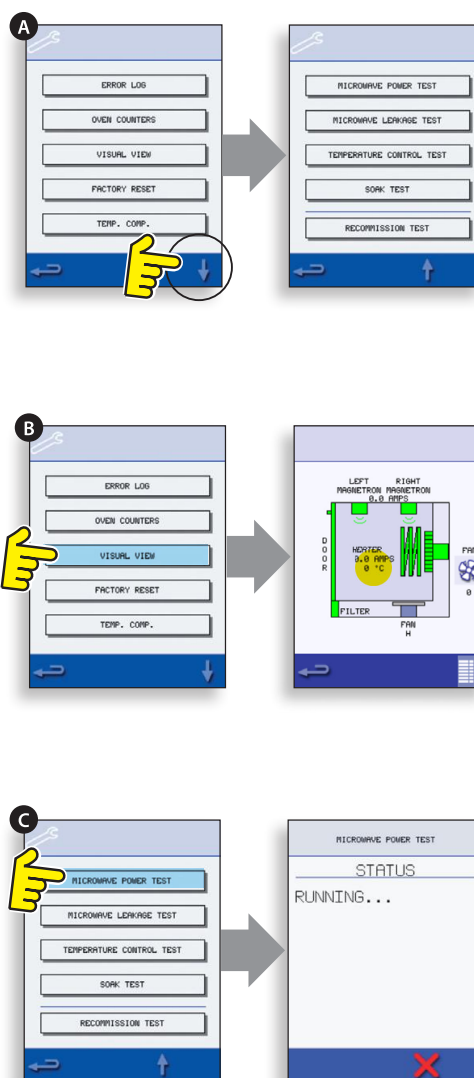 A
ERROR LOG
OVEN COUNTERS
VISUAL VIEW
FACTORY RESET
TEMP. COMP.
MICROWAVE POWER TEST
MICROWAVE LEAKAGE TEST
TEMPERATURE CONTROL TEST
SOAK TEST
RECOMMISSION TEST
B
ERROR LOG
OVEN COUNTERS
VISUAL VIEW
FACTORY RESET
TEMP. COMP.
LEFT RIGHT
MAGNETRON MAGNETRON
0.0 AMPS
DOOR
HEATER
0.0 AMPS
0 °C
FILTER
FAN
H
FAN
0
C
MICROWAVE POWER TEST
MICROWAVE LEAKAGE TEST
TEMPERATURE CONTROL TEST
SOAK TEST
RECOMMISSION TEST
MICROWAVE POWER TEST
STATUS
RUNNING...